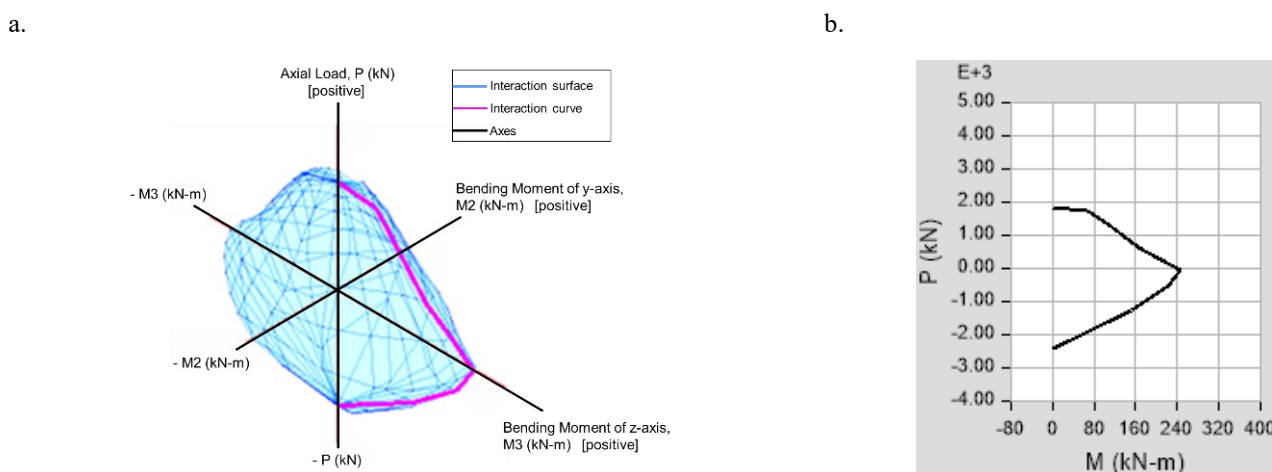 a.
b.
Axial Load, P (kN)
[positive]
Interaction surface
Interaction curve
Axes
- M3 (kN-m)
Bending Moment of y-axis,
M2 (kN-m) [positive]
- M2 (kN-m)
Bending Moment of z-axis,
M3 (kN-m) [positive]
- P (kN)
E+3
5.00
4.00
3.00
2.00
1.00
0.00
-1.00
-2.00
-3.00
-4.00
P (kN)
-80 0 80 160 240 320 400
M (kN-m)